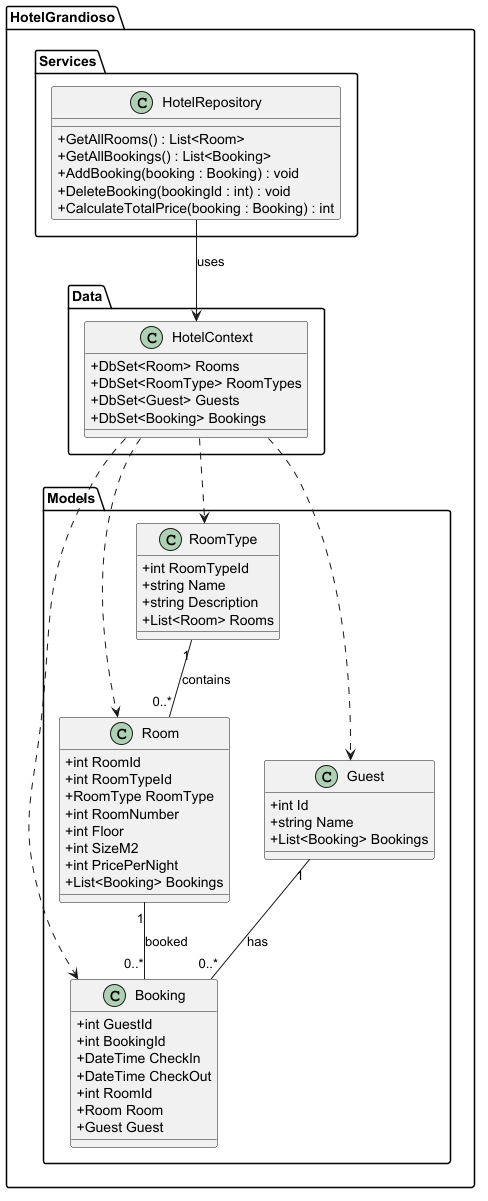 HotelGrandioso
Services
C HotelRepository
+GetAllRooms() : List<Room>
+GetAllBookings() : List<Booking>
+AddBooking(booking : Booking) : void
+DeleteBooking(bookingId : int) : void
+CalculateTotalPrice(booking : Booking) : int
uses
Data
C HotelContext
+DbSet<Room> Rooms
+DbSet<RoomType> RoomTypes
+DbSet<Guest> Guests
+DbSet<Booking> Bookings
Models
C RoomType
+int RoomTypeId
+string Name
+string Description
+List<Room> Rooms
1
contains
0..*
C Room
+int RoomId
+int RoomTypeId
+RoomType RoomType
+int RoomNumber
+int Floor
+int SizeM2
+int PricePerNight
+List<Booking> Bookings
C Guest
+int Id
+string Name
+List<Booking> Bookings
1
booked
0..*
1
has
0..*
C Booking
+int GuestId
+int BookingId
+DateTime CheckIn
+DateTime CheckOut
+int RoomId
+Room Room
+Guest Guest